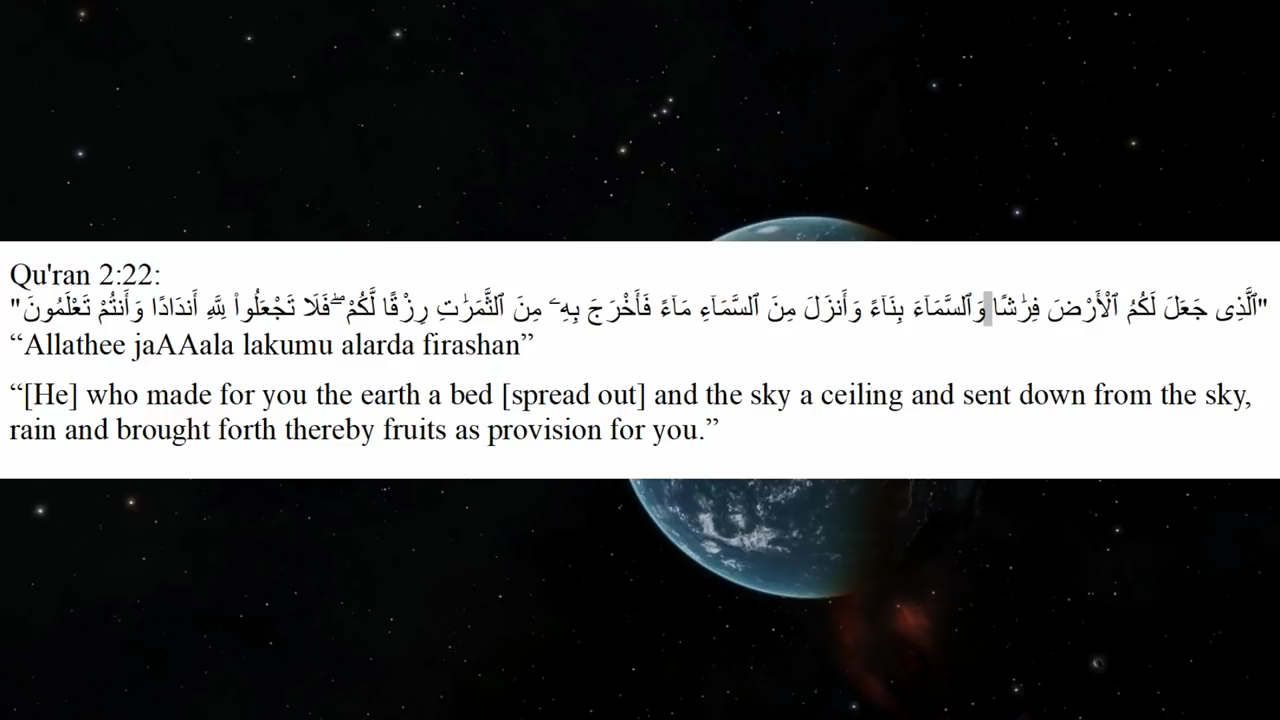 Qu'ran 2:22:
"ٱلَّذِى جَعَلَ لَكُمُ ٱلْأَرْضَ فِرَٰشًا وَٱلسَّمَآءَ بِنَآءً وَأَنزَلَ مِنَ ٱلسَّمَآءِ مَآءً فَأَخْرَجَ بِهِۦ مِنَ ٱلثَّمَرَٰتِ رِزْقًا لَّكُمْ ۖ فَلَا تَجْعَلُوا۟ لِلَّهِ أَندَادًا وَأَنتُمْ تَعْلَمُونَ"
“Allathee jaAAala lakumu alarda firashan”
“[He] who made for you the earth a bed [spread out] and the sky a ceiling and sent down from the sky,
rain and brought forth thereby fruits as provision for you.”